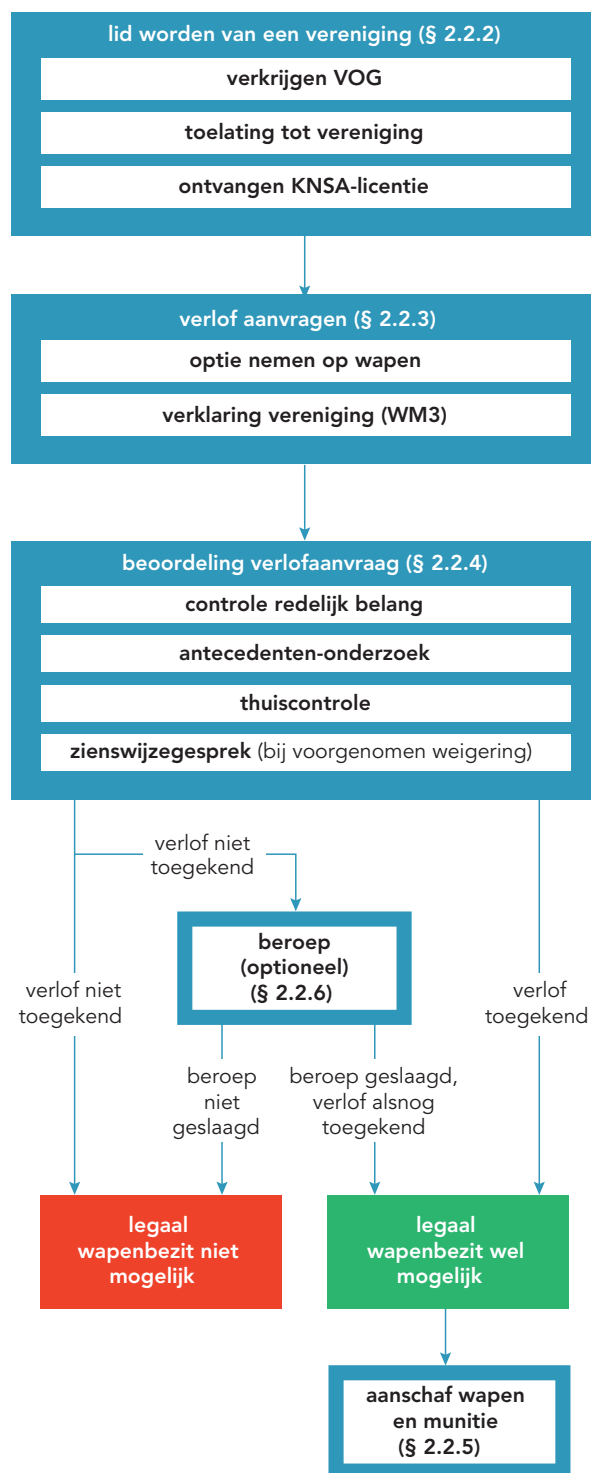 lid worden van een vereniging (§ 2.2.2)
verkrijgen VOG
toelating tot vereniging
ontvangen KNSA-licentie
verlof aanvragen (§ 2.2.3)
optie nemen op wapen
verklaring vereniging (WM3)
beoordeling verlofaanvraag (§ 2.2.4)
controle redelijk belang
antecedenten-onderzoek
thuiscontrole
zienswijzegesprek (bij voorgenomen weigering)
verlof niet
toegekend
beroep
(optioneel)
(§ 2.2.6)
verlof niet
toegekend
verlof
toegekend
beroep
niet
geslaagd
beroep geslaagd,
verlof alsnog
toegekend
legaal
wapenbezit niet
mogelijk
legaal
wapenbezit wel
mogelijk
aanschaf wapen
en munitie
(§ 2.2.5)